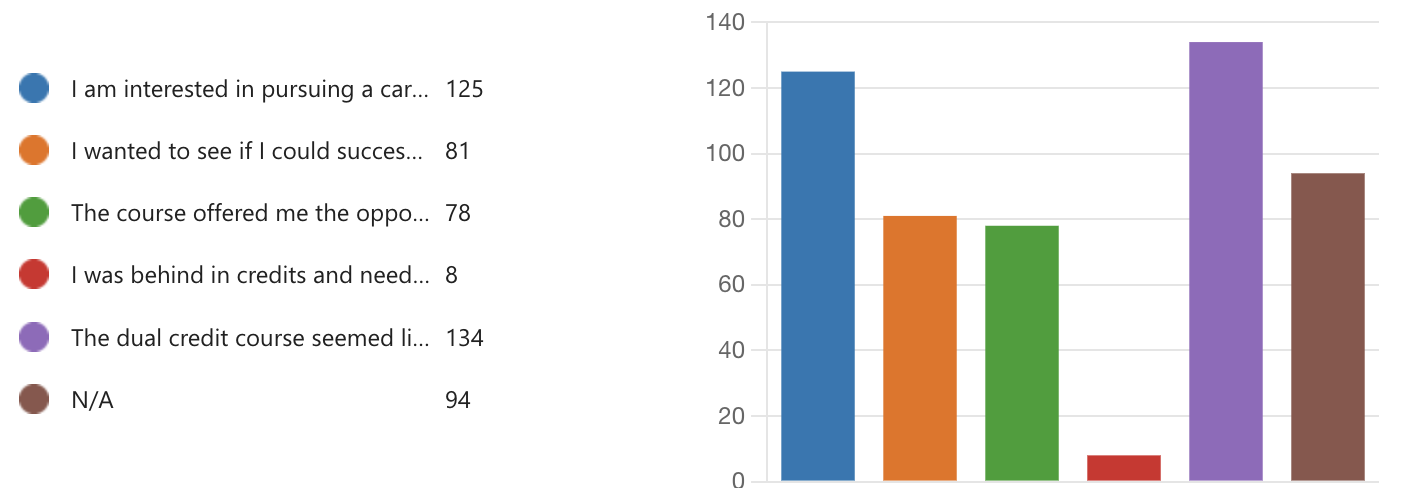 I am interested in pursuing a car... 125
I wanted to see if I could succes... 81
The course offered me the oppo... 78
I was behind in credits and need... 8
The dual credit course seemed li... 134
N/A 94
140
120
100
80
60
40
20
0